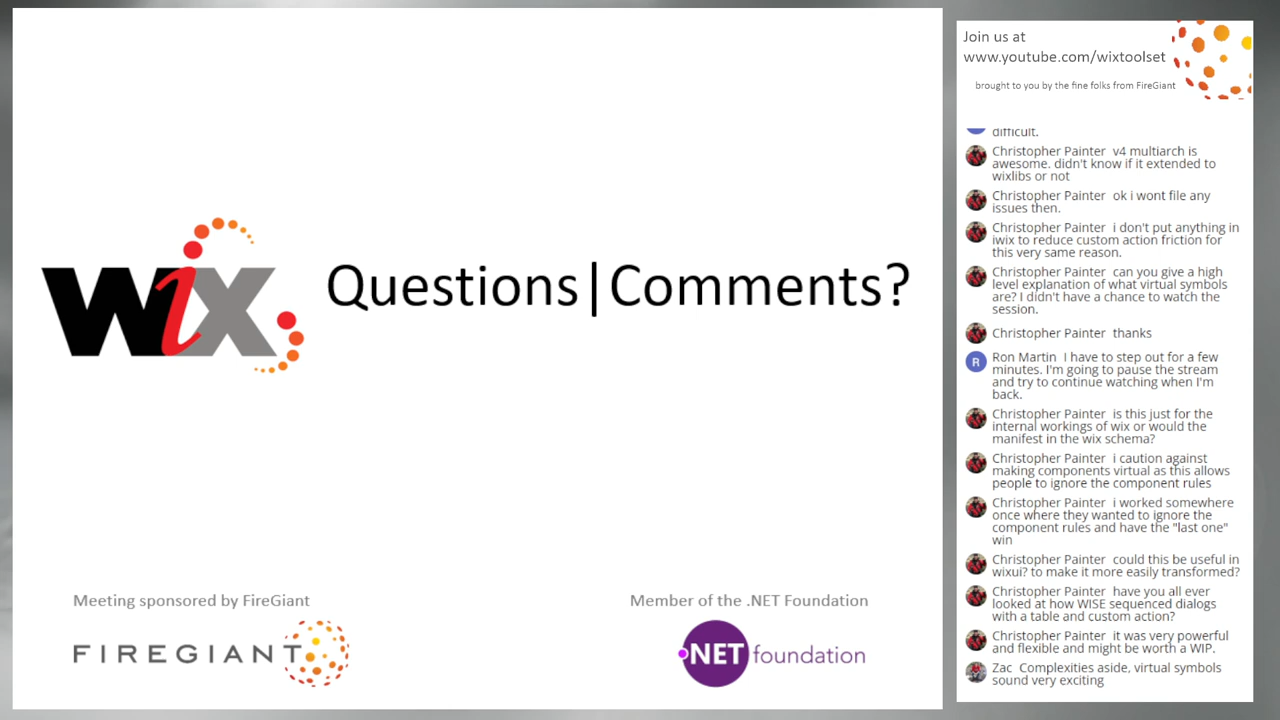 WiX
Questions|Comments?
Meeting sponsored by FireGiant
FIREGIANT
Member of the .NET Foundation
.NET foundation
Join us at
www.youtube.com/wixtoolset
brought to you by the fine folks from FireGiant
difficult.
Christopher Painter v4 multiarch is
awesome. didn't know if it extended to
wixlibs or not
Christopher Painter ok i wont file any
issues then.
Christopher Painter i don't put anything in
iwix to reduce custom action friction for
this very same reason.
Christopher Painter can you give a high
level explanation of what virtual symbols
are? I didn't have a chance to watch the
session.
Christopher Painter thanks
R
Ron Martin I have to step out for a few
minutes. I'm going to pause the stream
and try to continue watching when I'm
back.
Christopher Painter is this just for the
internal workings of wix or would the
manifest in the wix schema?
Christopher Painter i caution against
making components virtual as this allows
people to ignore the component rules
Christopher Painter i worked somewhere
once where they wanted to ignore the
component rules and have the "last one"
win
Christopher Painter could this be useful in
wixui? to make it more easily transformed?
Christopher Painter have you all ever
looked at how WISE sequenced dialogs
with a table and custom action?
Christopher Painter it was very powerful
and flexible and might be worth a WIP.
Zac Complexities aside, virtual symbols
sound very exciting